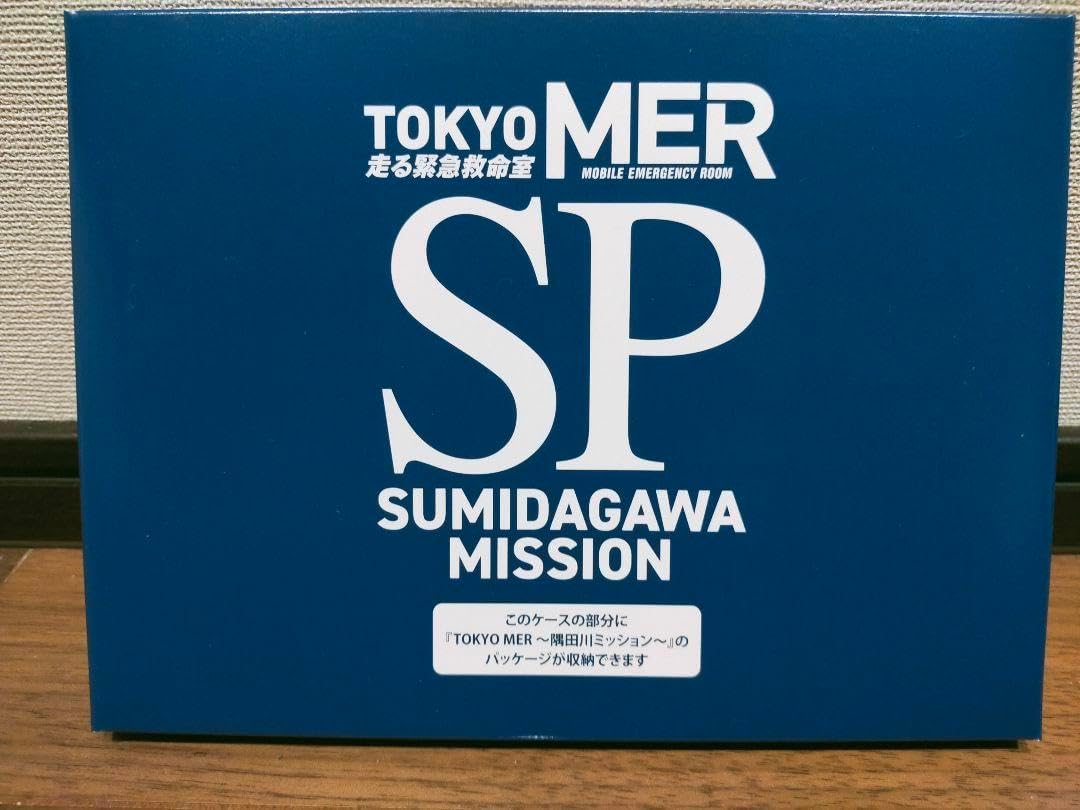 TOKYO MER
走る緊急救命室 MOBILE EMERGENCY ROOM
SP
SUMIDAGAWA
MISSION
このケースの部分に
『TOKYO MER 〜隅田川ミッション〜』の
パッケージが収納できます